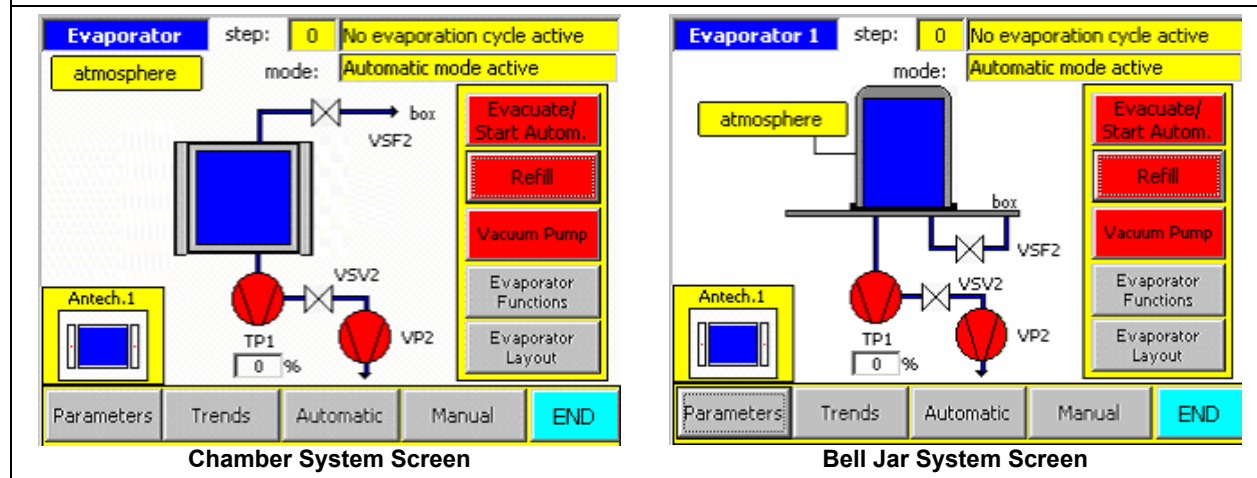 Evaporator step: 0 No evaporation cycle active
atmosphere mode: Automatic mode active
box
VSF2
Evacuate/
Start Autom.
Refill
Vacuum Pump
Evaporator
Functions
Evaporator
Layout
VSV2
Antech.1
TP1
VP2
0 %
Parameters Trends Automatic Manual END
Chamber System Screen
Evaporator 1 step: 0 No evaporation cycle active
mode: Automatic mode active
atmosphere
Evacuate/
Start Autom.
Refill
box
Vacuum Pump
VSF2
Evaporator
Functions
VSV2
Antech.1
TP1
VP2
Evaporator
Layout
0 %
Parameters Trends Automatic Manual END
Bell Jar System Screen